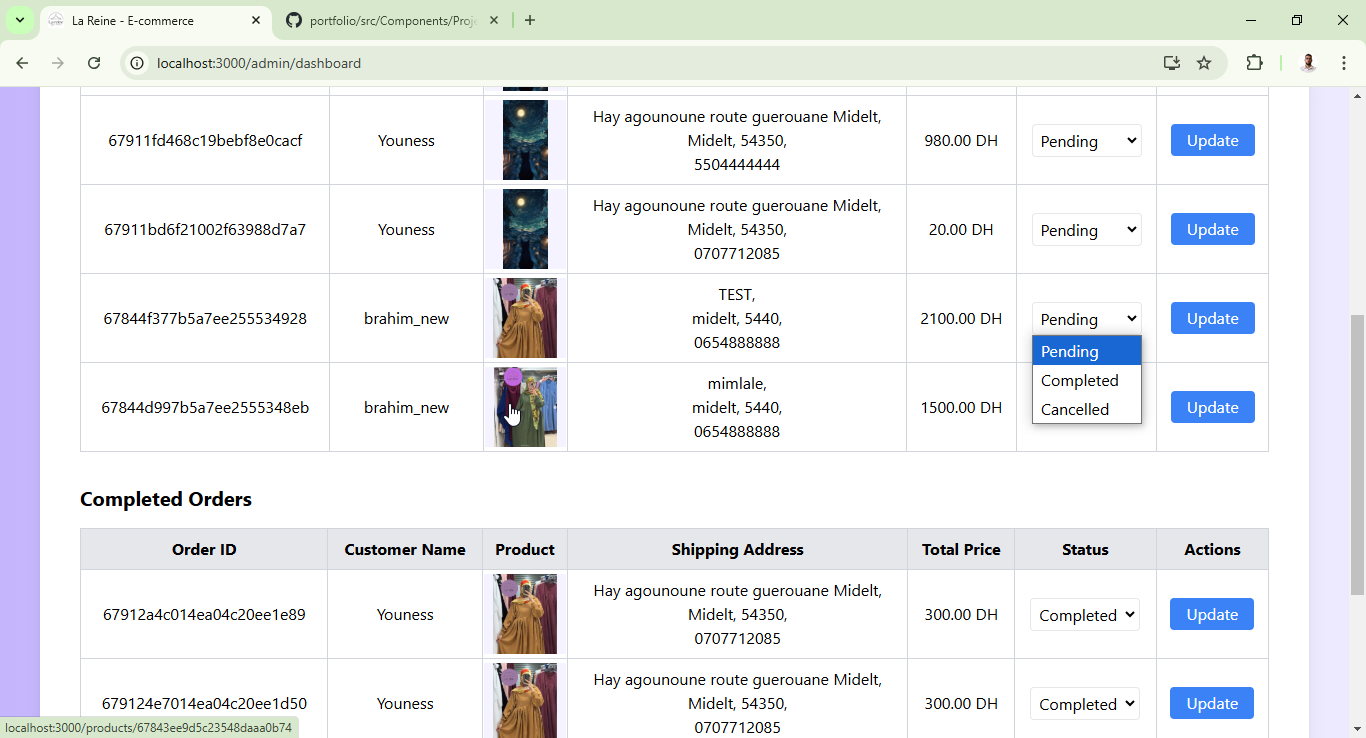 La Reine - E-commerce
portfolio/src/Components/Proje
localhost:3000/admin/dashboard
67911fd468c19bebf8e0cacf
Youness
Hay agounoune route guerouane Midelt,
Midelt, 54350,
5504444444
980.00 DH
Pending
Update
67911bd6f21002f63988d7a7
Youness
Hay agounoune route guerouane Midelt,
Midelt, 54350,
0707712085
20.00 DH
Pending
Update
67844f377b5a7ee255534928
brahim_new
TEST,
midelt, 5440,
0654888888
2100.00 DH
Pending
Update
Pending
Completed
Cancelled
67844d997b5a7ee2555348eb
brahim_new
mimlale,
midelt, 5440,
0654888888
1500.00 DH
Update
Completed Orders
Order ID
Customer Name
Product
Shipping Address
Total Price
Status
Actions
67912a4c014ea04c20ee1e89
Youness
Hay agounoune route guerouane Midelt,
Midelt, 54350,
0707712085
300.00 DH
Completed
Update
679124e7014ea04c20ee1d50
Youness
Hay agounoune route guerouane Midelt,
Midelt, 54350,
0707712085
300.00 DH
Completed
Update
localhost:3000/products/67843ee9d5c23548daaa0b74